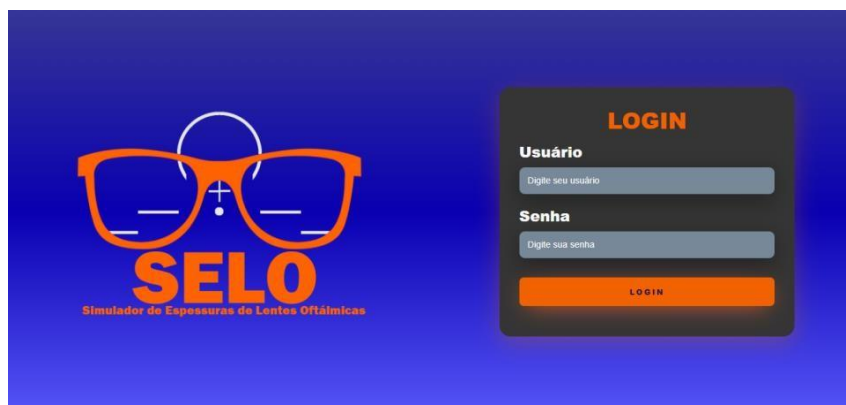 SELO
Simulador de Espessuras de Lentes Oftálmicas
LOGIN
Usuário
Digite seu usuário
Senha
Digite sua senha
LOGIN